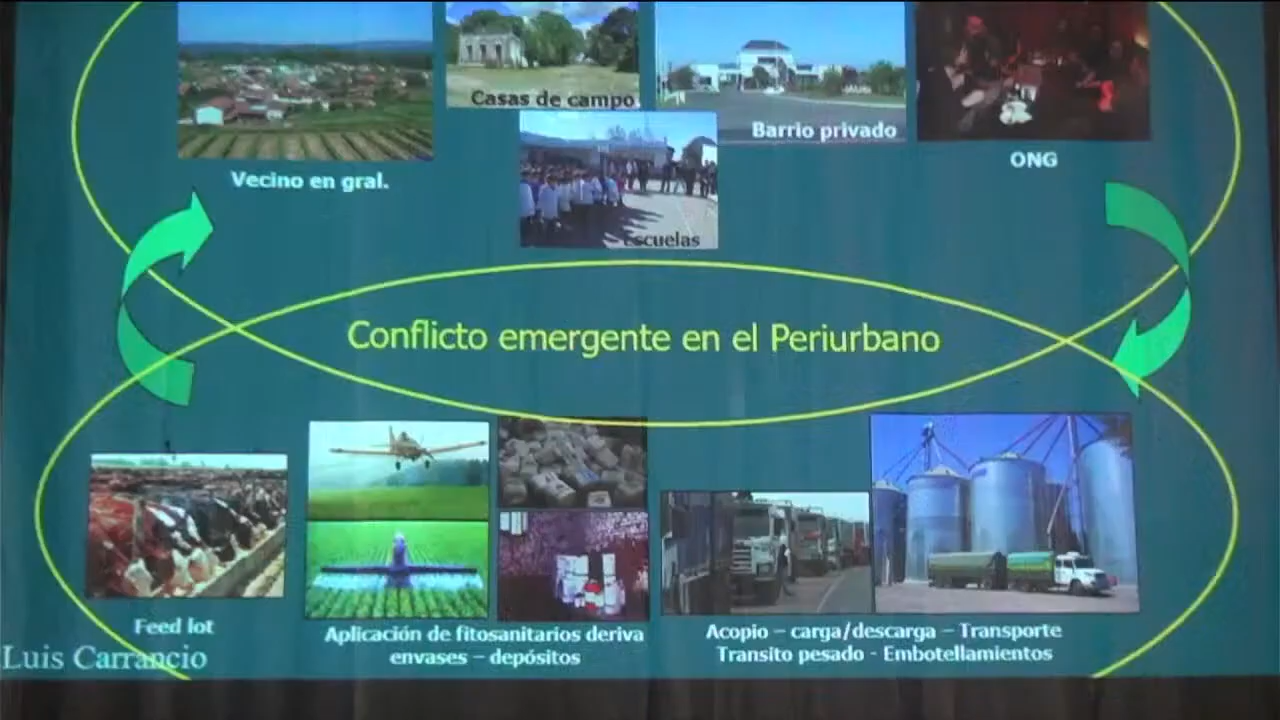 Casas de campo
Barrio privado
ONG
Vecino en gral.
Escuelas
Conflicto emergente en el Periurbano
Feed lot
Aplicación de fitosanitarios deriva
envases – depósitos
Acopio – carga/descarga – Transporte
Transito pesado - Embotellamientos
Luis Carrancio